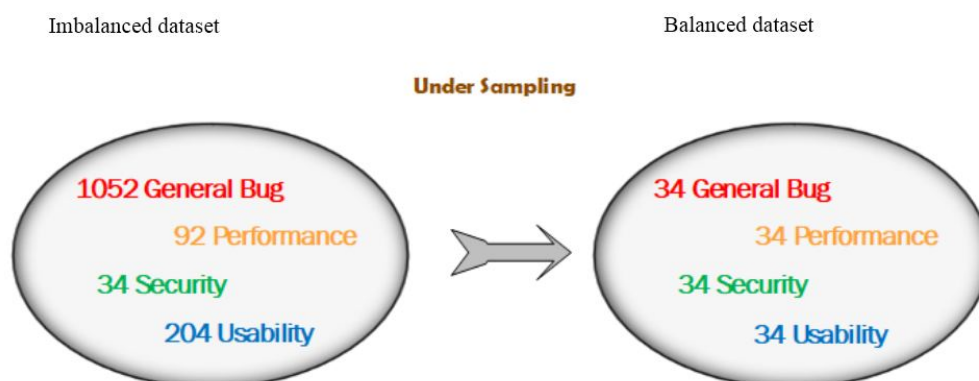 Imbalanced dataset
Balanced dataset
Under Sampling
1052 General Bug
92 Performance
34 Security
204 Usability
34 General Bug
34 Performance
34 Security
34 Usability